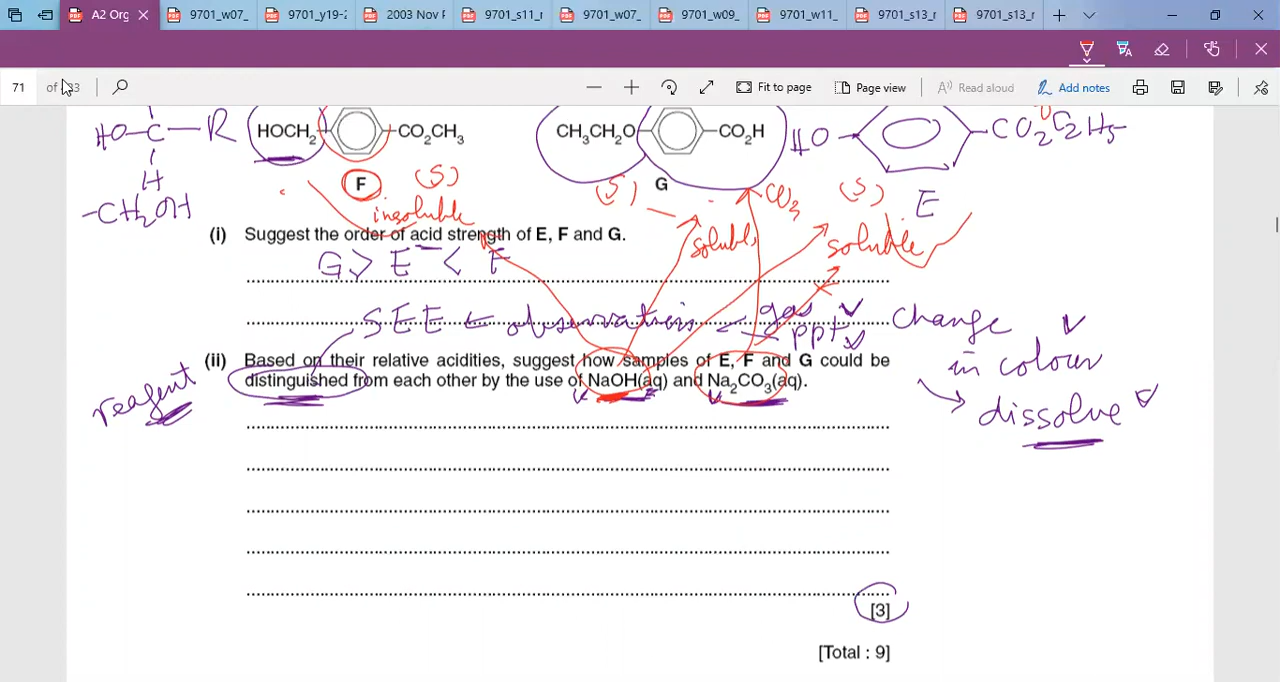 A2 Org
9701_w07_
9701_y19-2
2003 Nov F
9701_s11_r
9701_w07_
9701_w09_
9701_w11_
9701_s13_r
9701_s13_r
71
of
33
Fit to page
Page view
Read aloud
Add notes
HO-C-R
H
-CH2OH
HOCH2
CO2CH3
CH3CH2O
CO2H
HO
CO2C2H5
F
(S)
(S)
G
CO2
(S)
E
insoluble
soluble
soluble
(i) Suggest the order of acid strength of E, F and G.
G > E < F
SEE ← observations
gas
ppt
change
in colour
dissolve
(ii) Based on their relative acidities, suggest how samples of E, F and G could be
distinguished from each other by the use of NaOH(aq) and Na2CO3(aq).
reagent
[3]
[Total : 9]